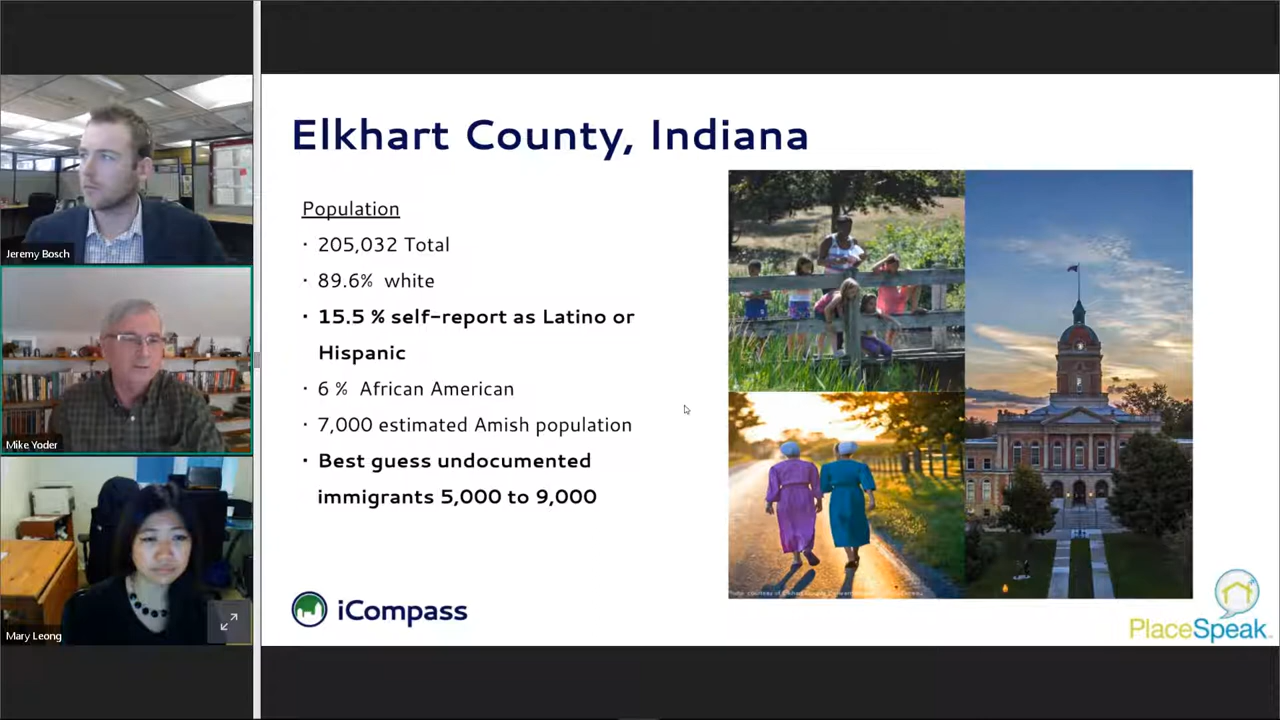 Jeremy Bosch
Mike Yoder
Mary Leong
Elkhart County, Indiana
Population
· 205,032 Total
· 89.6% white
· 15.5 % self-report as Latino or
Hispanic
· 6 % African American
· 7,000 estimated Amish population
· Best guess undocumented
immigrants 5,000 to 9,000
iCompass
PlaceSpeak